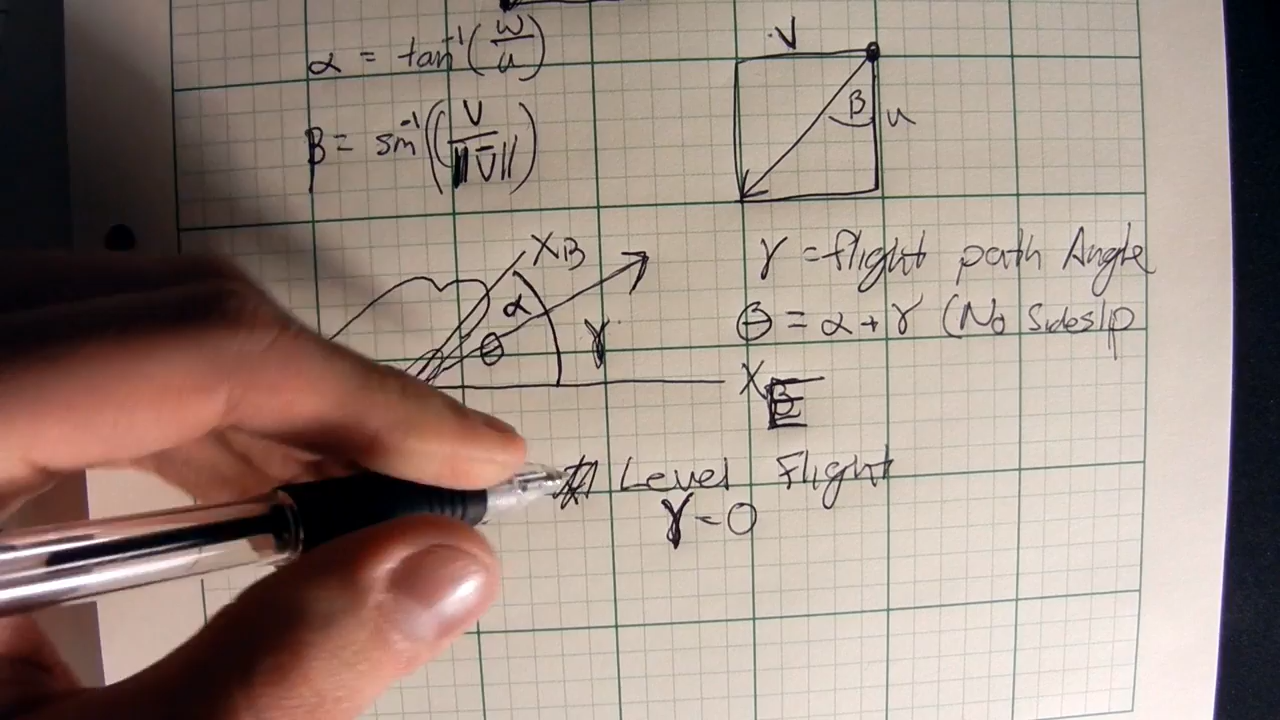 α = tan⁻¹(w/u)
β = sin⁻¹(V/||V̄||)
V
β
u
X_B
α
θ
γ
X_E
γ = flight path Angle
θ = α + γ (No Sideslip
Level Flight
γ = 0